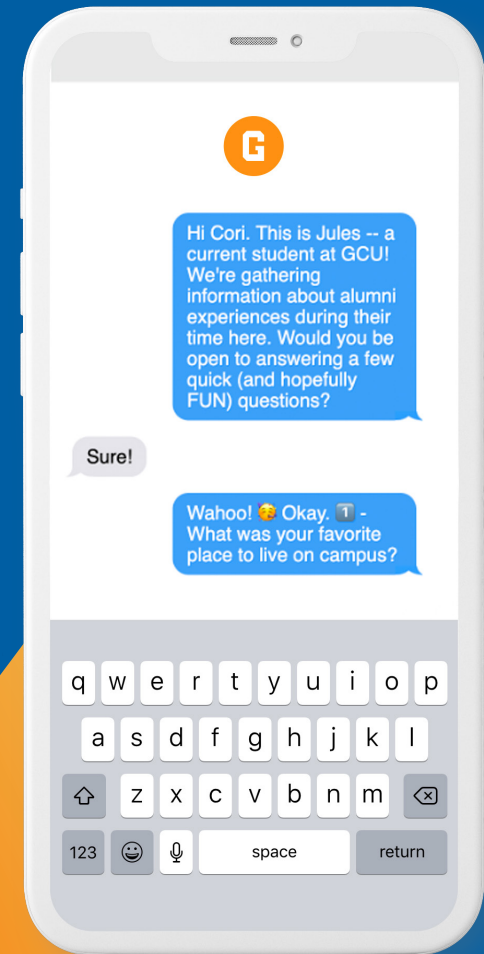 G
Hi Cori. This is Jules -- a
current student at GCU!
We're gathering
information about alumni
experiences during their
time here. Would you be
open to answering a few
quick (and hopefully
FUN) questions?
Sure!
Wahoo! 🥳 Okay. 1️⃣ -
What was your favorite
place to live on campus?
q w e r t y u i o p
a s d f g h j k l
z x c v b n m
123 space return